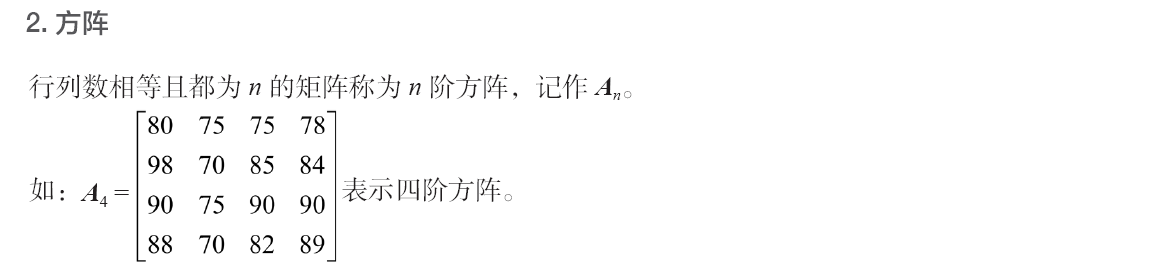 2. 方阵
行列数相等且都为 n 的矩阵称为 n 阶方阵，记作 Aₙ。
80 75 75 78
98 70 85 84
如：A₄= 90 75 90 90 表示四阶方阵。
88 70 82 89